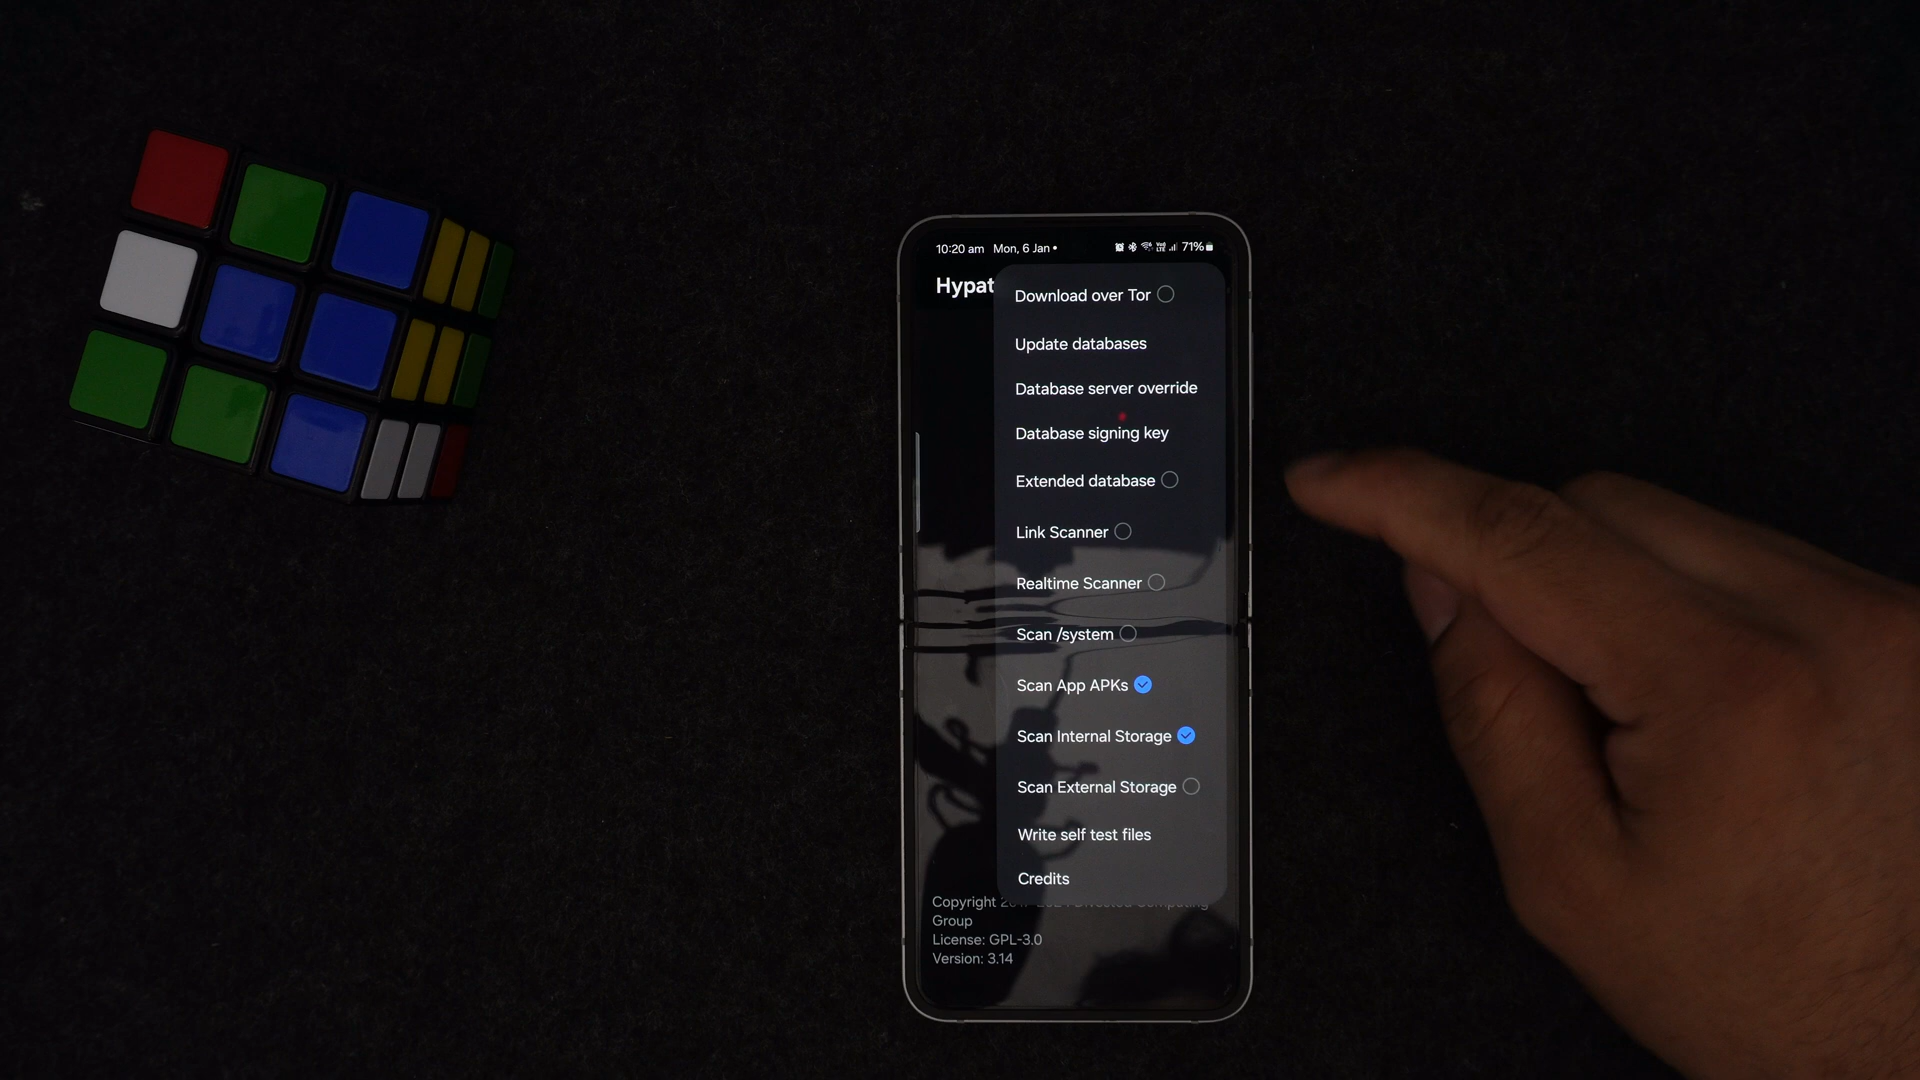 10:20 am Mon, 6 Jan • 71%
Hypat
Download over Tor
Update databases
Database server override
Database signing key
Extended database
Link Scanner
Realtime Scanner
Scan /system
Scan App APKs
Scan Internal Storage
Scan External Storage
Write self test files
Credits
Copyright Computing
Group
License: GPL-3.0
Version: 3.14